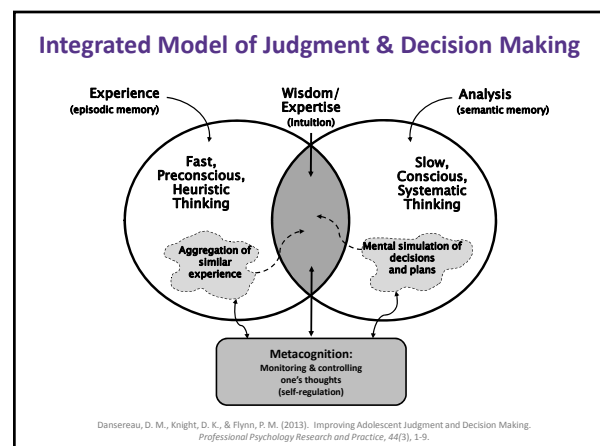 Integrated Model of Judgment & Decision Making
Experience
(episodic memory)
Wisdom/
Expertise
(intuition)
Analysis
(semantic memory)
Fast,
Preconscious,
Heuristic
Thinking
Slow,
Conscious,
Systematic
Thinking
Aggregation of
similar
experience
Mental simulation of
decisions
and plans
Metacognition:
Monitoring & controlling
one's thoughts
(self-regulation)
Dansereau, D. M., Knight, D. K., & Flynn, P. M. (2013). Improving Adolescent Judgment and Decision Making.
Professional Psychology Research and Practice, 44(3), 1-9.